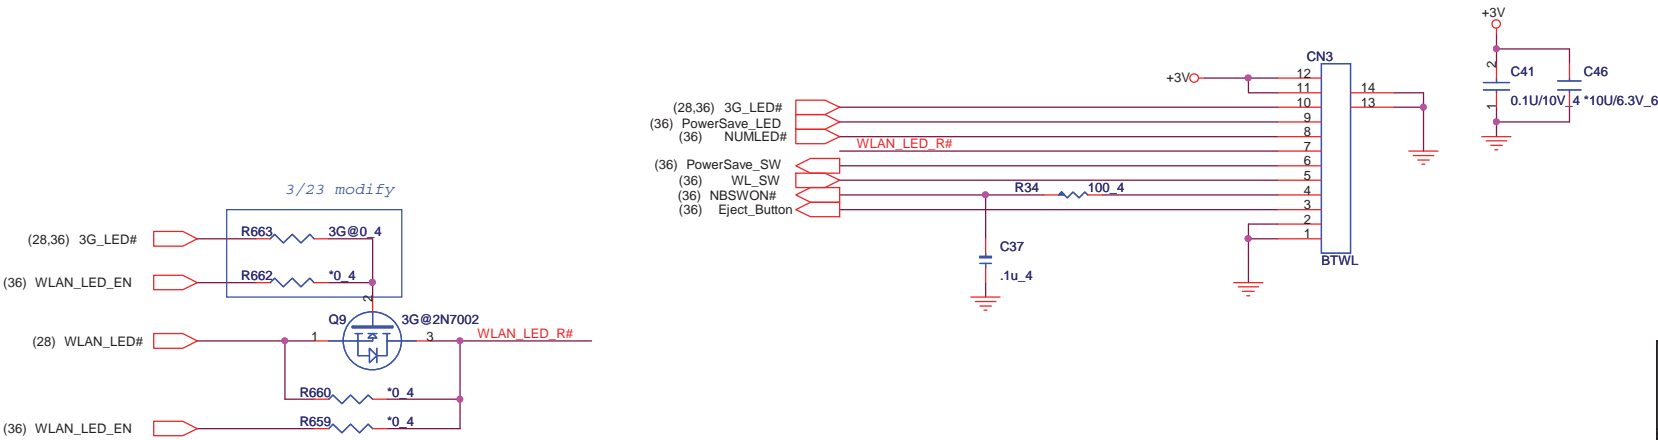 +3V
C41
C46
2
1
0.1U/10V_4
*10U/6.3V_6
CN3
+3V
12
11
10
9
8
7
6
5
4
3
2
1
14
13
BTWL
(28,36) 3G_LED#
(36) PowerSave_LED
(36) NUMLED#
WLAN_LED_R#
(36) PowerSave_SW
(36) WL_SW
(36) NBSWON#
R34 100_4
(36) Eject_Button
C37
.1u_4
3/23 modify
(28,36) 3G_LED#
R663 3G@0_4
(36) WLAN_LED_EN
R662 *0_4
2
Q9 3G@2N7002
(28) WLAN_LED#
1 3
WLAN_LED_R#
R660 *0_4
(36) WLAN_LED_EN
R659 *0_4